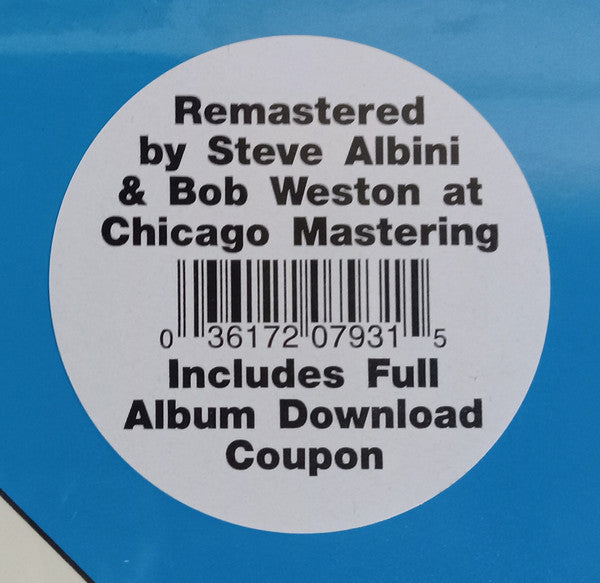 Remastered
by Steve Albini
& Bob Weston at
Chicago Mastering
0 36172 07931 5
Includes Full
Album Download
Coupon